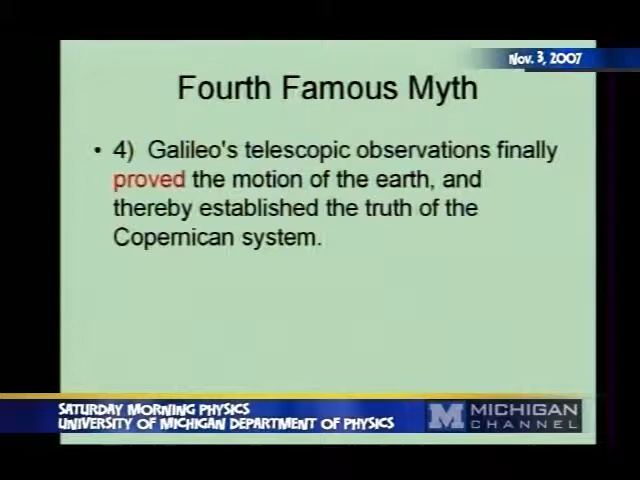 Nov. 3, 2007
Fourth Famous Myth
• 4) Galileo's telescopic observations finally
proved the motion of the earth, and
thereby established the truth of the
Copernican system.
SATURDAY MORNING PHYSICS
UNIVERSITY OF MICHIGAN DEPARTMENT OF PHYSICS
M MICHIGAN
CHANNEL